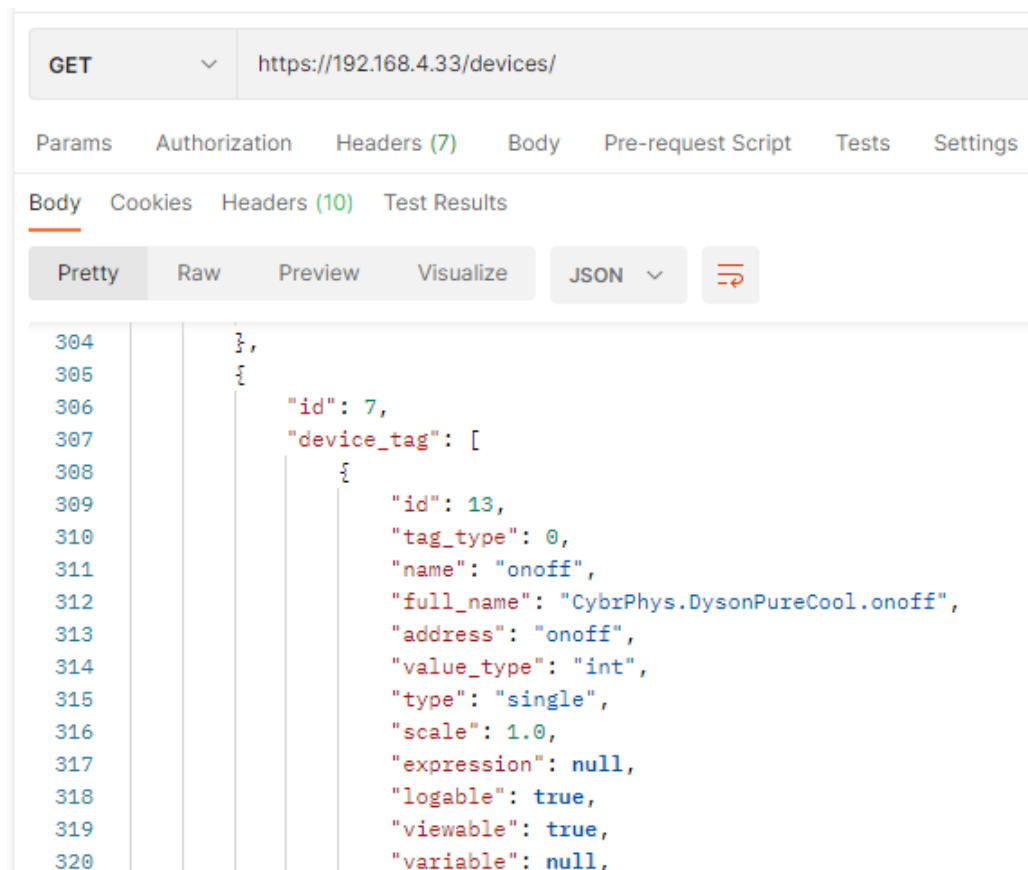 GET https://192.168.4.33/devices/
Params Authorization Headers (7) Body Pre-request Script Tests Settings
Body Cookies Headers (10) Test Results
Pretty Raw Preview Visualize JSON
304 },
305 {
306 "id": 7,
307 "device_tag": [
308 {
309 "id": 13,
310 "tag_type": 0,
311 "name": "onoff",
312 "full_name": "CybrPhys.DysonPureCool.onoff",
313 "address": "onoff",
314 "value_type": "int",
315 "type": "single",
316 "scale": 1.0,
317 "expression": null,
318 "logable": true,
319 "viewable": true,
320 "variable": null,